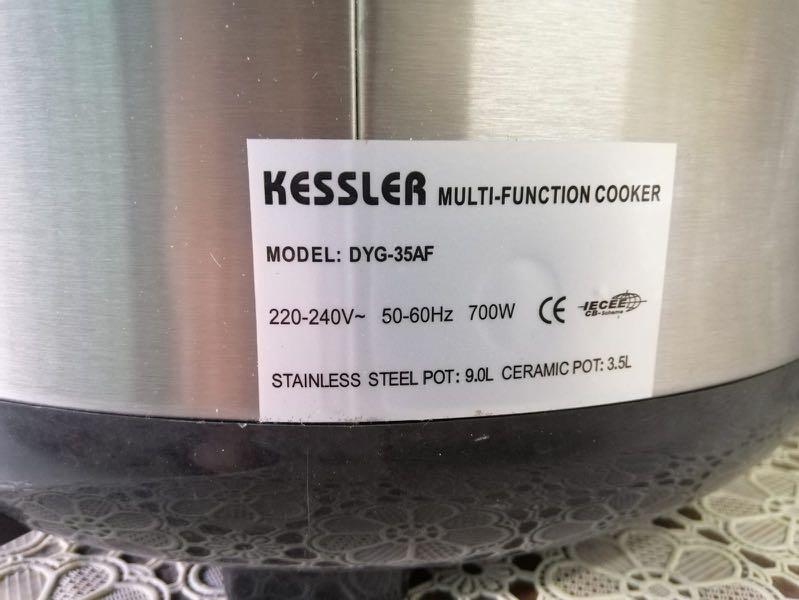 KESSLER MULTI-FUNCTION COOKER
MODEL: DYG-35AF
220-240V~ 50-60Hz 700W CE IECEE
CB-Scheme
STAINLESS STEEL POT: 9.0L CERAMIC POT: 3.5L